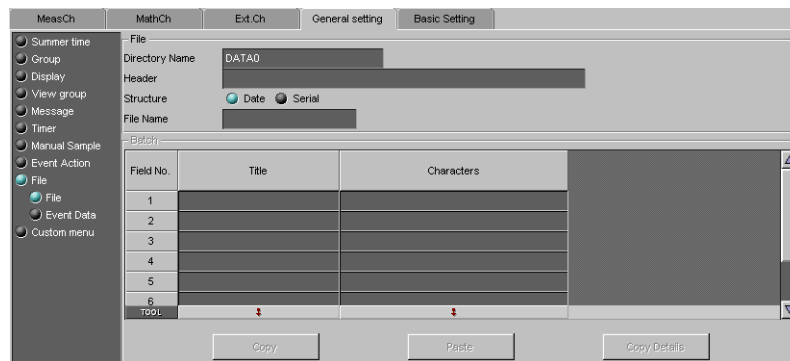 MeasCh MathCh Ext.Ch General setting Basic Setting
Summer time
Group
Display
View group
Message
Timer
Manual Sample
Event Action
File
File
Event Data
Custom menu
File
Directory Name DATA0
Header
Structure Date Serial
File Name
Batch
Field No. Title Characters
1
2
3
4
5
6
TOOL
Copy Paste Copy Details